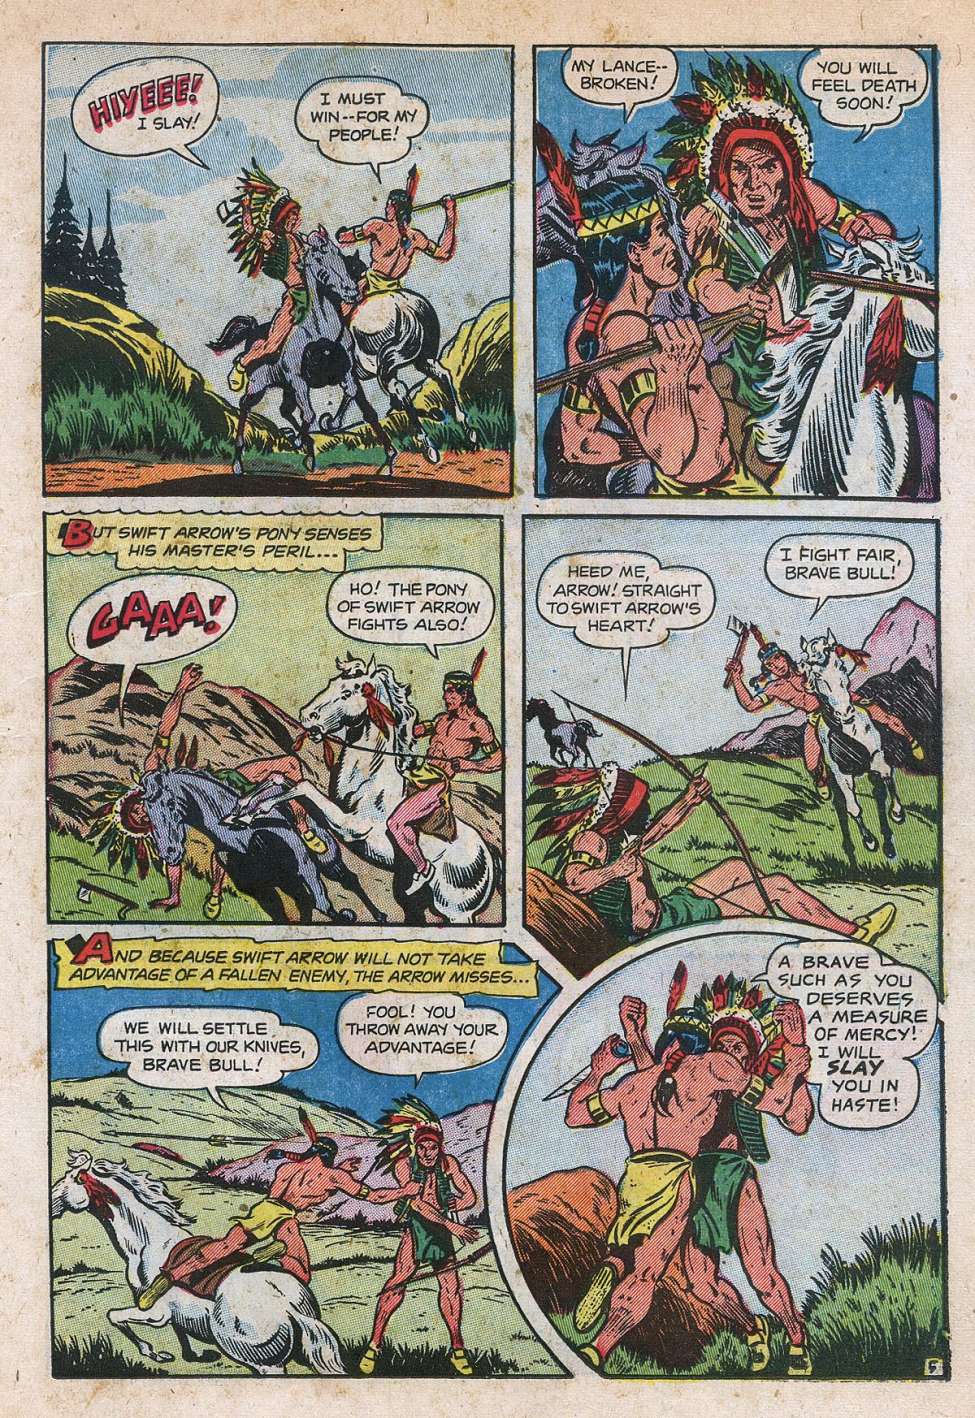 HIYEEE!
I SLAY!
I MUST
WIN--FOR MY
PEOPLE!
MY LANCE--
BROKEN!
YOU WILL
FEEL DEATH
SOON!
BUT SWIFT ARROW'S PONY SENSES
HIS MASTER'S PERIL...
GAAA!
HO! THE PONY
OF SWIFT ARROW
FIGHTS ALSO!
HEED ME,
ARROW! STRAIGHT
TO SWIFT ARROW'S
HEART!
I FIGHT FAIR,
BRAVE BULL!
AND BECAUSE SWIFT ARROW WILL NOT TAKE
ADVANTAGE OF A FALLEN ENEMY, THE ARROW MISSES...
WE WILL SETTLE
THIS WITH OUR KNIVES,
BRAVE BULL!
FOOL! YOU
THROW AWAY YOUR
ADVANTAGE!
A BRAVE
SUCH AS YOU
DESERVES
A MEASURE
OF MERCY!
I WILL
SLAY
YOU IN
HASTE!
5